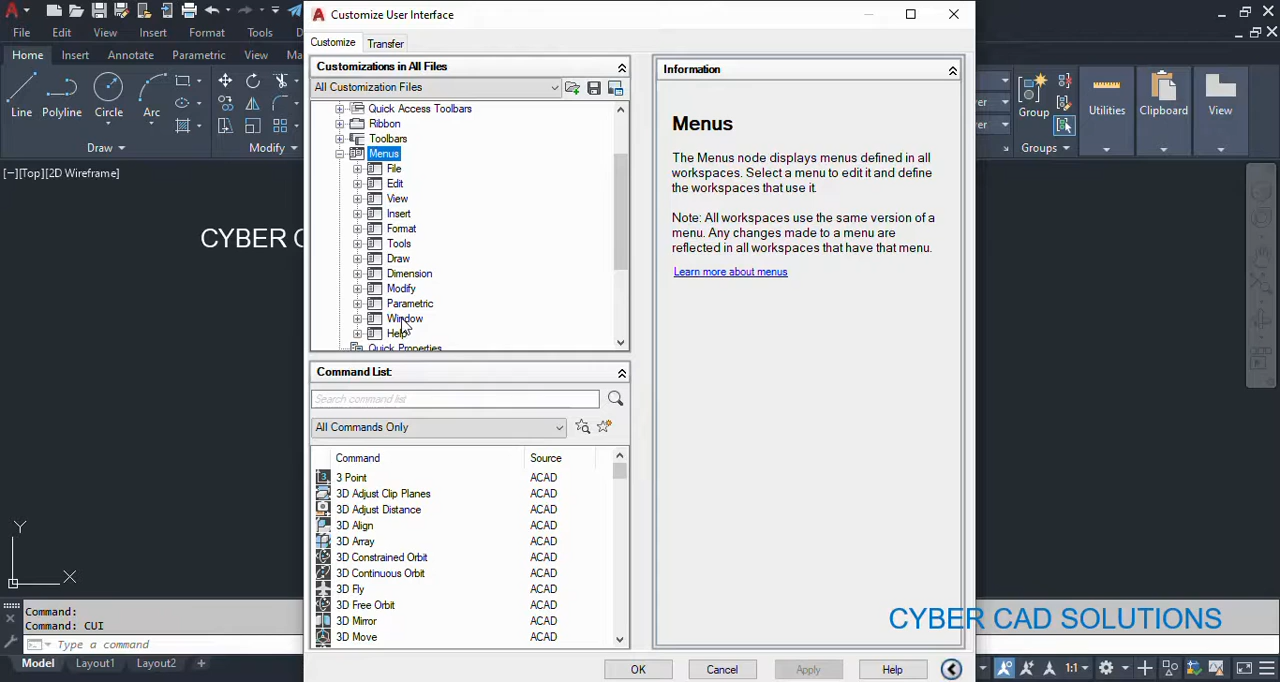 Customize User Interface
File Edit View Insert Format Tools
Customize Transfer
Home Insert Annotate Parametric View
Customizations in All Files
Information
All Customization Files
Quick Access Toolbars
Ribbon
Toolbars
Menus
File
Edit
View
Insert
Format
Tools
Draw
Dimension
Modify
Parametric
Window
Help
Quick Properties
Menus
The Menus node displays menus defined in all
workspaces. Select a menu to edit it and define
the workspaces that use it.
Note: All workspaces use the same version of a
menu. Any changes made to a menu are
reflected in all workspaces that have that menu.
Learn more about menus
Line Polyline Circle Arc
Draw Modify
Group Utilities Clipboard View
Groups
[−][Top][2D Wireframe]
CYBER C
Command List:
Search command list
All Commands Only
Command Source
3 Point ACAD
3D Adjust Clip Planes ACAD
3D Adjust Distance ACAD
3D Align ACAD
3D Array ACAD
3D Constrained Orbit ACAD
3D Continuous Orbit ACAD
3D Fly ACAD
3D Free Orbit ACAD
3D Mirror ACAD
3D Move ACAD
Y
X
Command:
Command: CUI
Type a command
CYBER CAD SOLUTIONS
Model Layout1 Layout2 +
OK Cancel Apply Help
1:1